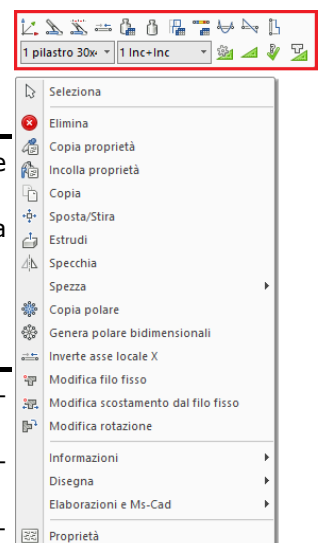 1 pilastro 30x
1 Inc+Inc
Seleziona
Elimina
Copia proprietà
e
Incolla proprietà
Copia
Sposta/Stira
a
Estrudi
Specchia
Spezza
Copia polare
Genera polare bidimensionali
Inverte asse locale X
Modifica filo fisso
Modifica scostamento dal filo fisso
Modifica rotazione
Informazioni
Disegna
Elaborazioni e Ms-Cad
Proprietà